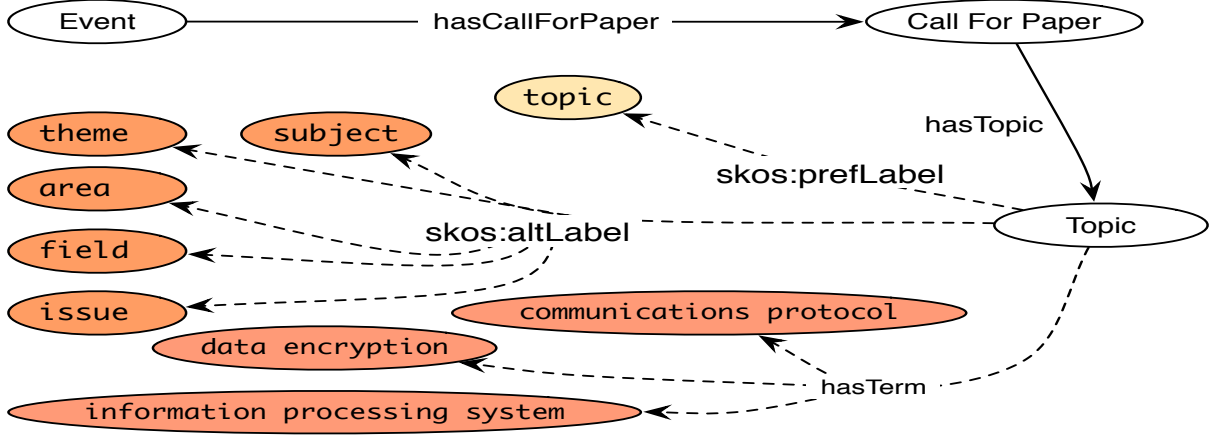 Event
hasCallForPaper
Call For Paper
topic
hasTopic
theme
subject
skos:prefLabel
area
Topic
skos:altLabel
field
issue
communications protocol
data encryption
hasTerm
information processing system